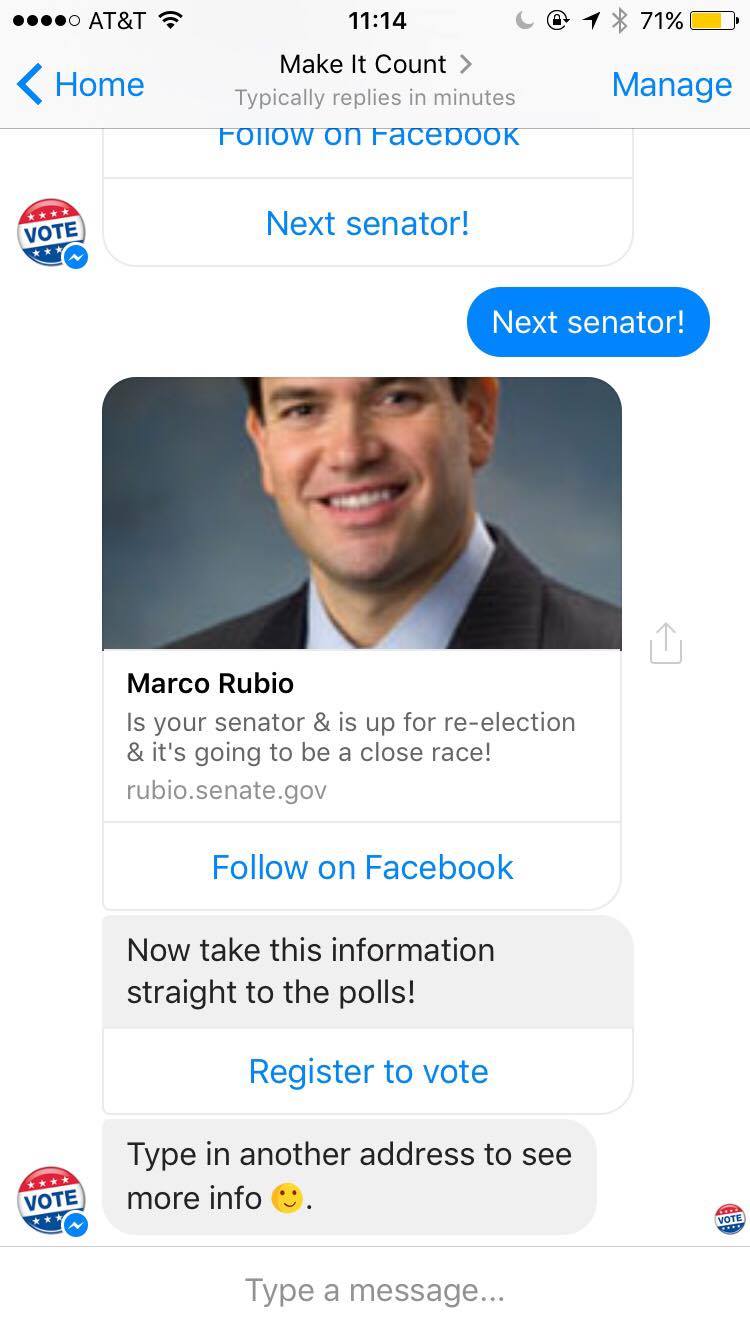 AT&T 11:14 71%
Home Make It Count Manage
Typically replies in minutes
Follow on Facebook
Next senator!
VOTE
Next senator!
Marco Rubio
Is your senator & is up for re-election
& it's going to be a close race!
rubio.senate.gov
Follow on Facebook
Now take this information
straight to the polls!
Register to vote
Type in another address to see
more info 🙂.
VOTE
VOTE
Type a message...